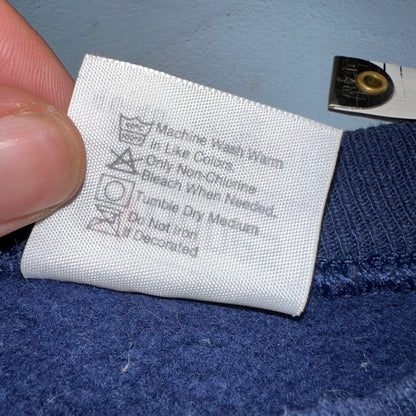 Machine Wash Warm
in Like Colors
Only Non-Chlorine
Bleach When Needed.
Tumble Dry Medium
Do Not Iron
if Decorated